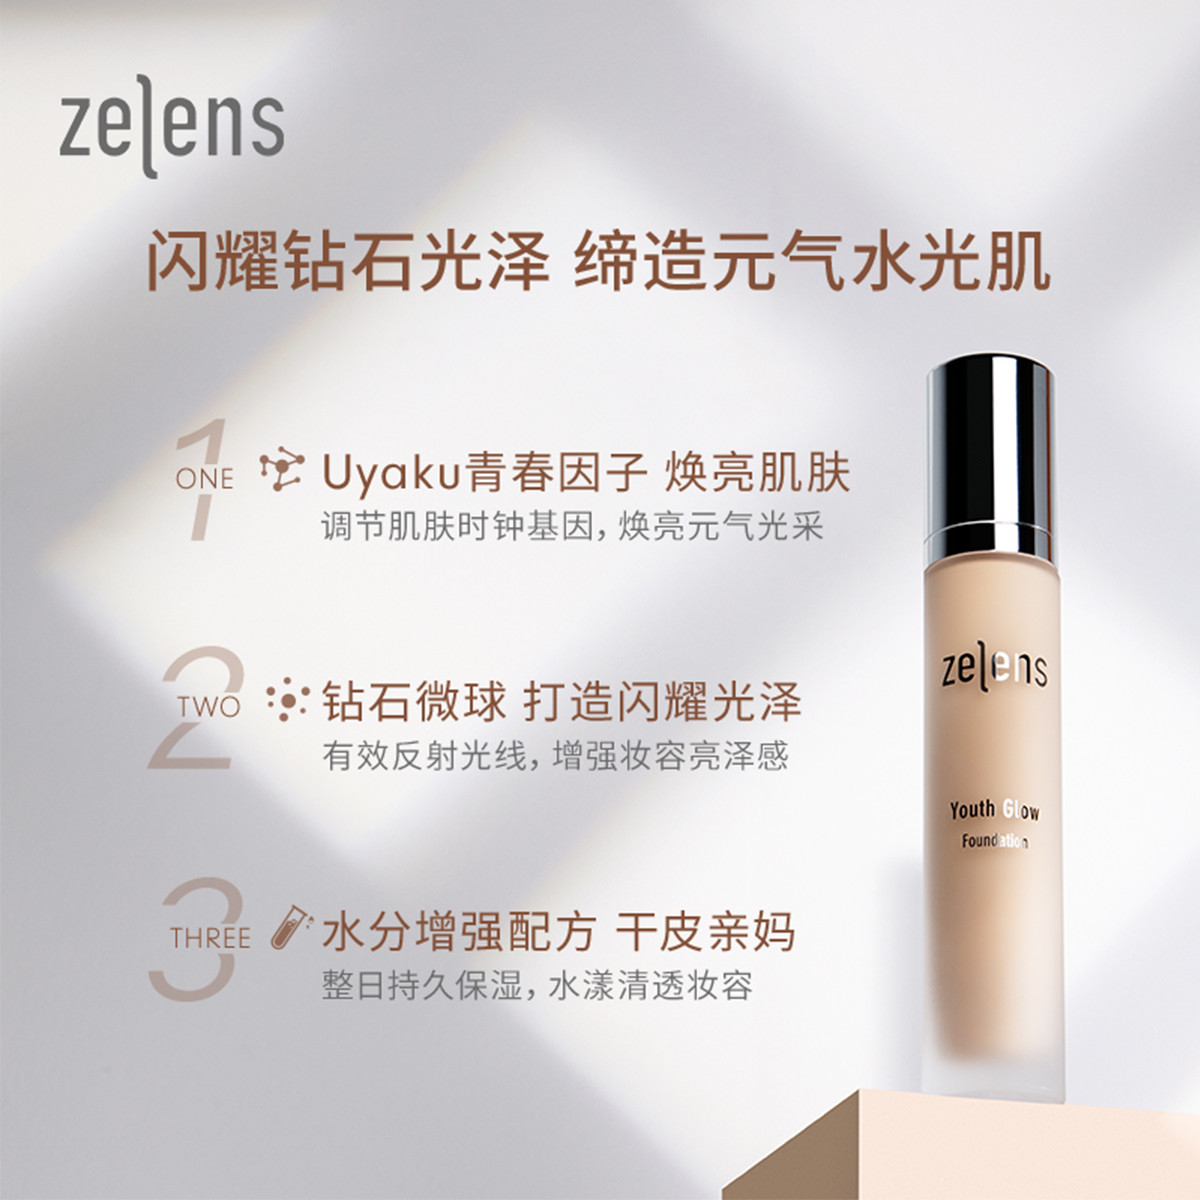 zelens
闪耀钻石光泽 缔造元气水光肌
1
ONE
Uyaku青春因子 焕亮肌肤
调节肌肤时钟基因，焕亮元气光采
2
TWO
钻石微球 打造闪耀光泽
有效反射光线，增强妆容亮泽感
3
THREE
水分增强配方 干皮亲妈
整日持久保湿，水漾清透妆容
zelens
Youth Glow
Foundation